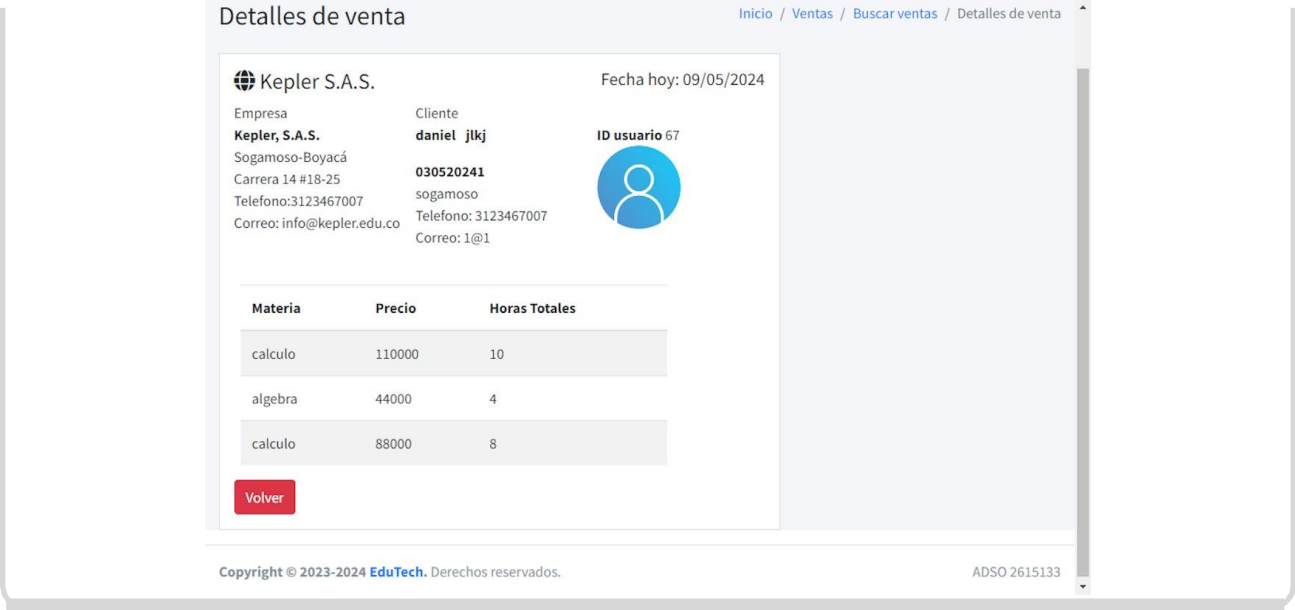 Detalles de venta
Inicio / Ventas / Buscar ventas / Detalles de venta
Kepler S.A.S.
Fecha hoy: 09/05/2024
Empresa
Kepler, S.A.S.
Sogamoso-Boyacá
Carrera 14 #18-25
Telefono:3123467007
Correo: info@kepler.edu.co
Cliente
daniel jlkj
030520241
sogamoso
Telefono: 3123467007
Correo: 1@1
ID usuario 67
Materia Precio Horas Totales
calculo 110000 10
algebra 44000 4
calculo 88000 8
Volver
Copyright © 2023-2024 EduTech. Derechos reservados.
ADSO 2615133